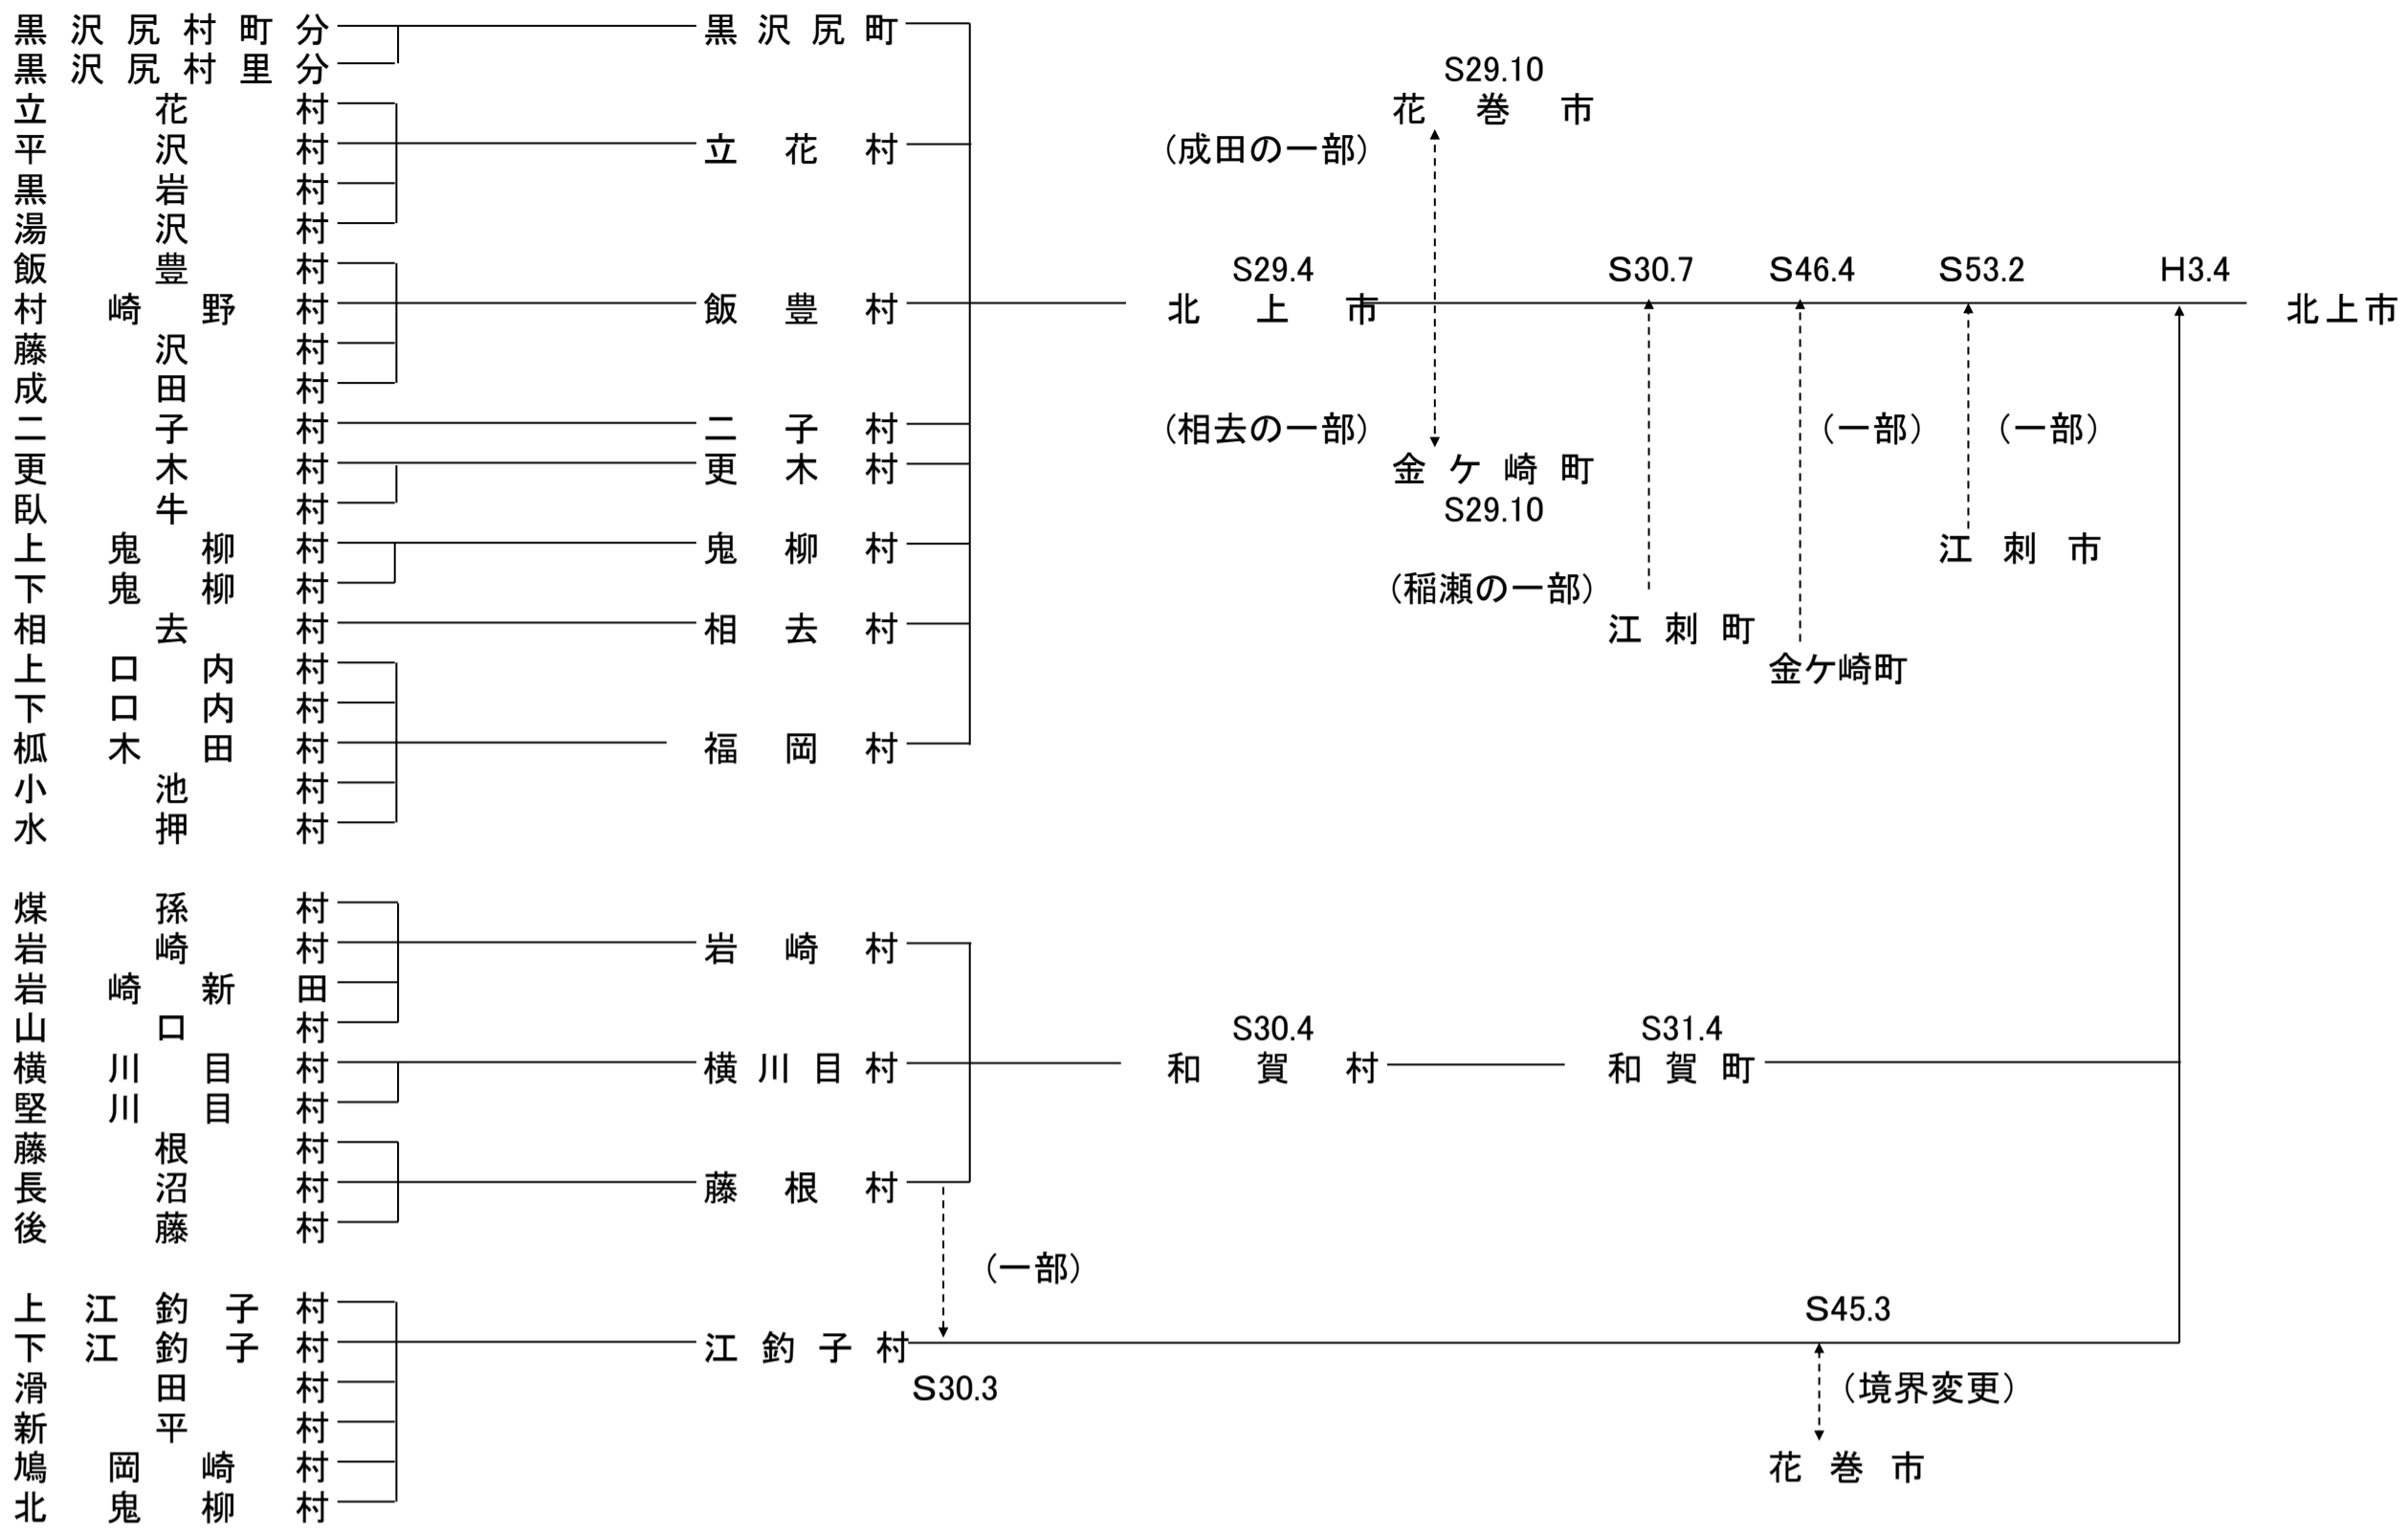 黒沢尻村町分 黒沢尻町
黒沢尻村里分 S29.10
立花村 花巻市
平沢村 立花村 （成田の一部）
黒岩村
湯沢村
飯豊村 S29.4 S30.7 S46.4 S53.2 H3.4
村崎野村 飯豊村 北上市 北上市
藤沢村
成田村
二子村 二子村 （相去の一部） （一部） （一部）
更木村 更木村 金ケ崎町
臥牛村 S29.10
上鬼柳村 鬼柳村 江刺市
下鬼柳村 （稲瀬の一部）
相去村 相去村 江刺町
上口内村 金ケ崎町
下口内村
柧木田村 福岡村
小池村
水押村
煤孫村
岩崎村 岩崎村
岩崎新田
山口村 S30.4 S31.4
横川目村 横川目村 和賀村 和賀町
堅川目村
藤根村
長沼村 藤根村
後藤村
（一部）
上江釣子村 S45.3
下江釣子村 江釣子村
滑田村 S30.3 （境界変更）
新平村
鳩岡崎村 花巻市
北鬼柳村